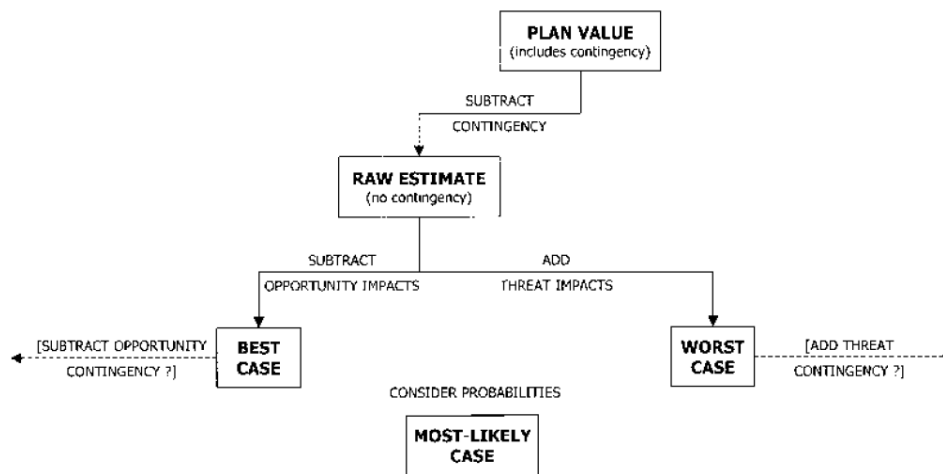 PLAN VALUE
(includes contingency)
SUBTRACT
CONTINGENCY
RAW ESTIMATE
(no contingency)
SUBTRACT
OPPORTUNITY IMPACTS
ADD
THREAT IMPACTS
[SUBTRACT OPPORTUNITY
CONTINGENCY ?]
BEST
CASE
WORST
CASE
[ADD THREAT
CONTINGENCY ?]
CONSIDER PROBABILITIES
MOST-LIKELY
CASE